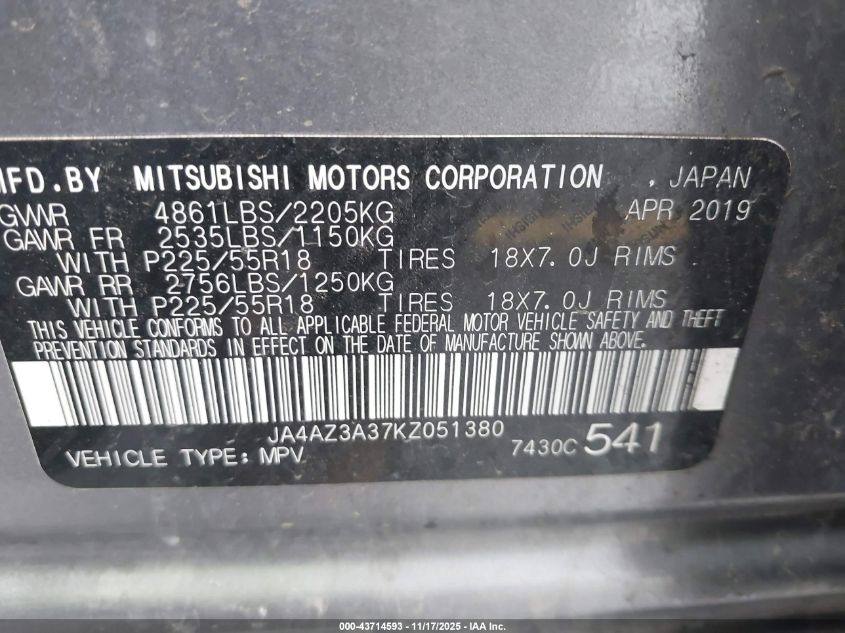 MFD.BY MITSUBISHI MOTORS CORPORATION , JAPAN
GVWR 4861LBS/2205KG APR 2019
GAWR FR 2535LBS/1150KG
WITH P225/55R18 TIRES 18X7.0J RIMS
GAWR RR 2756LBS/1250KG
WITH P225/55R18 TIRES 18X7.0J RIMS
THIS VEHICLE CONFORMS TO ALL APPLICABLE FEDERAL MOTOR VEHICLE SAFETY AND THEFT
PREVENTION STANDARDS IN EFFECT ON THE DATE OF MANUFACTURE SHOWN ABOVE.
JA4AZ3A37KZ051380
VEHICLE TYPE: MPV 7430C 541
000-43714593 - 11/17/2025 - IAA Inc.